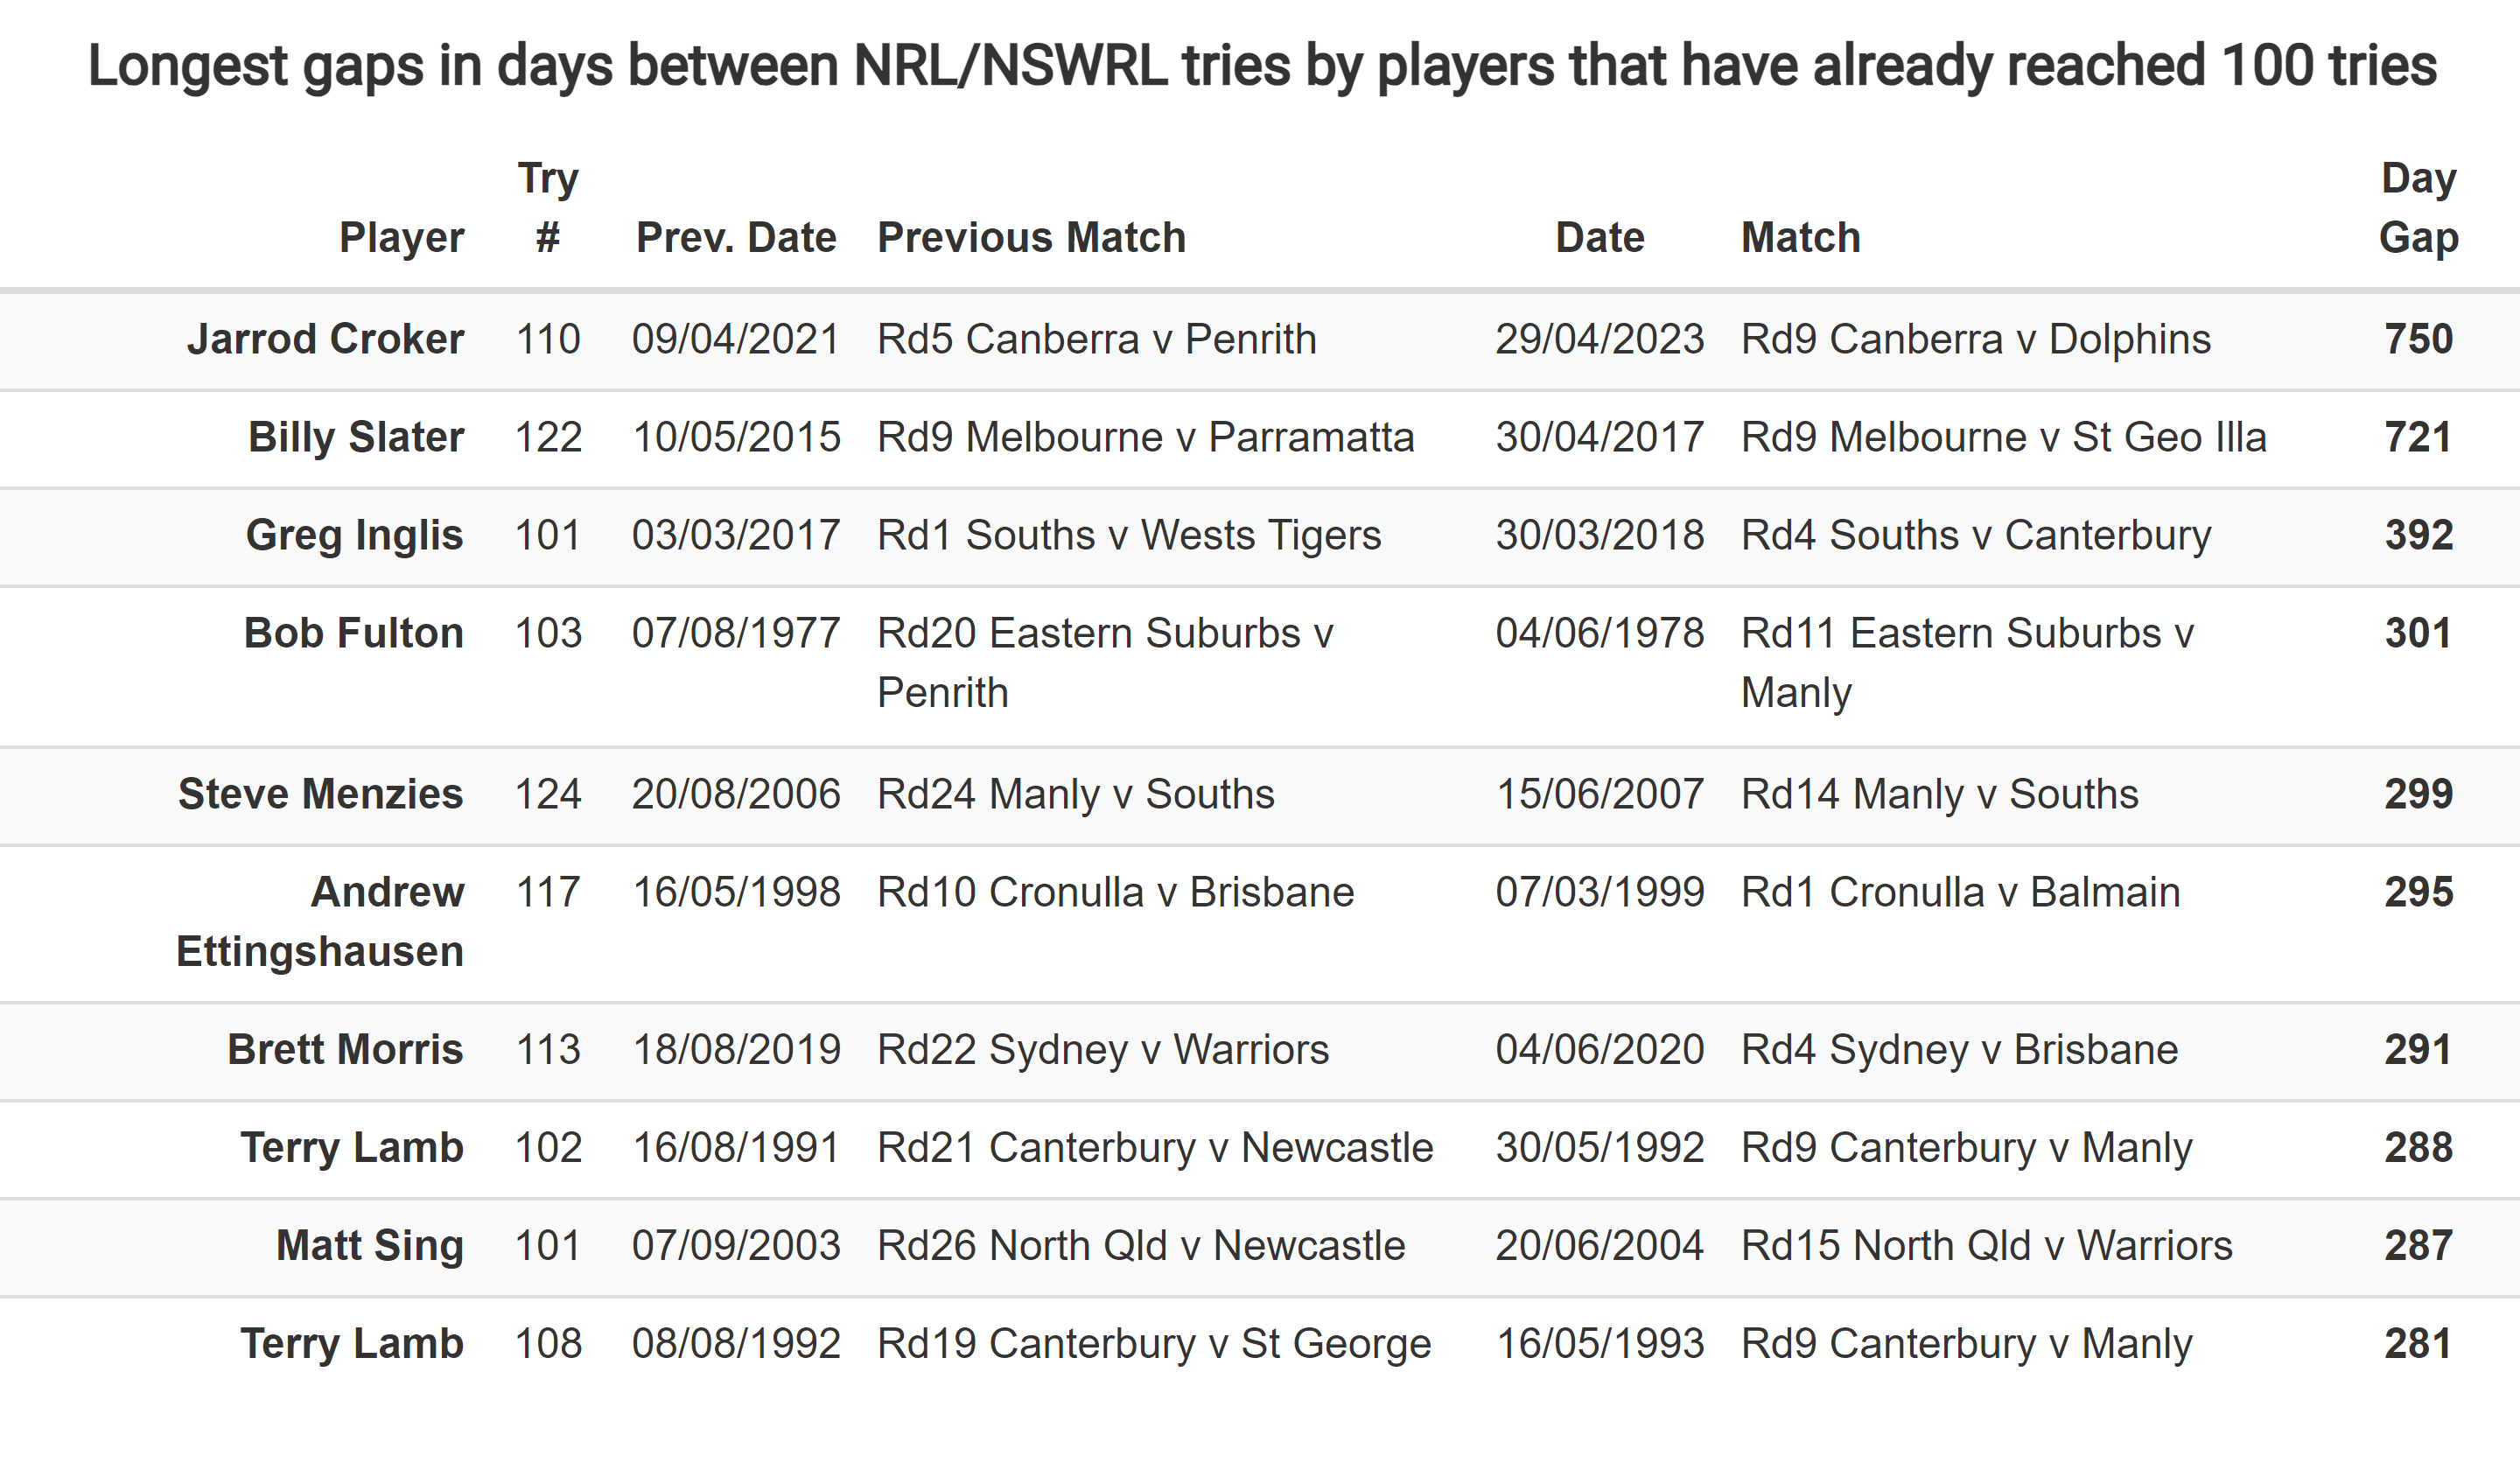 Longest gaps in days between NRL/NSWRL tries by players that have already reached 100 tries
Player Try # Prev. Date Previous Match Date Match Day Gap
Jarrod Croker 110 09/04/2021 Rd5 Canberra v Penrith 29/04/2023 Rd9 Canberra v Dolphins 750
Billy Slater 122 10/05/2015 Rd9 Melbourne v Parramatta 30/04/2017 Rd9 Melbourne v St Geo Illa 721
Greg Inglis 101 03/03/2017 Rd1 Souths v Wests Tigers 30/03/2018 Rd4 Souths v Canterbury 392
Bob Fulton 103 07/08/1977 Rd20 Eastern Suburbs v Penrith 04/06/1978 Rd11 Eastern Suburbs v Manly 301
Steve Menzies 124 20/08/2006 Rd24 Manly v Souths 15/06/2007 Rd14 Manly v Souths 299
Andrew Ettingshausen 117 16/05/1998 Rd10 Cronulla v Brisbane 07/03/1999 Rd1 Cronulla v Balmain 295
Brett Morris 113 18/08/2019 Rd22 Sydney v Warriors 04/06/2020 Rd4 Sydney v Brisbane 291
Terry Lamb 102 16/08/1991 Rd21 Canterbury v Newcastle 30/05/1992 Rd9 Canterbury v Manly 288
Matt Sing 101 07/09/2003 Rd26 North Qld v Newcastle 20/06/2004 Rd15 North Qld v Warriors 287
Terry Lamb 108 08/08/1992 Rd19 Canterbury v St George 16/05/1993 Rd9 Canterbury v Manly 281